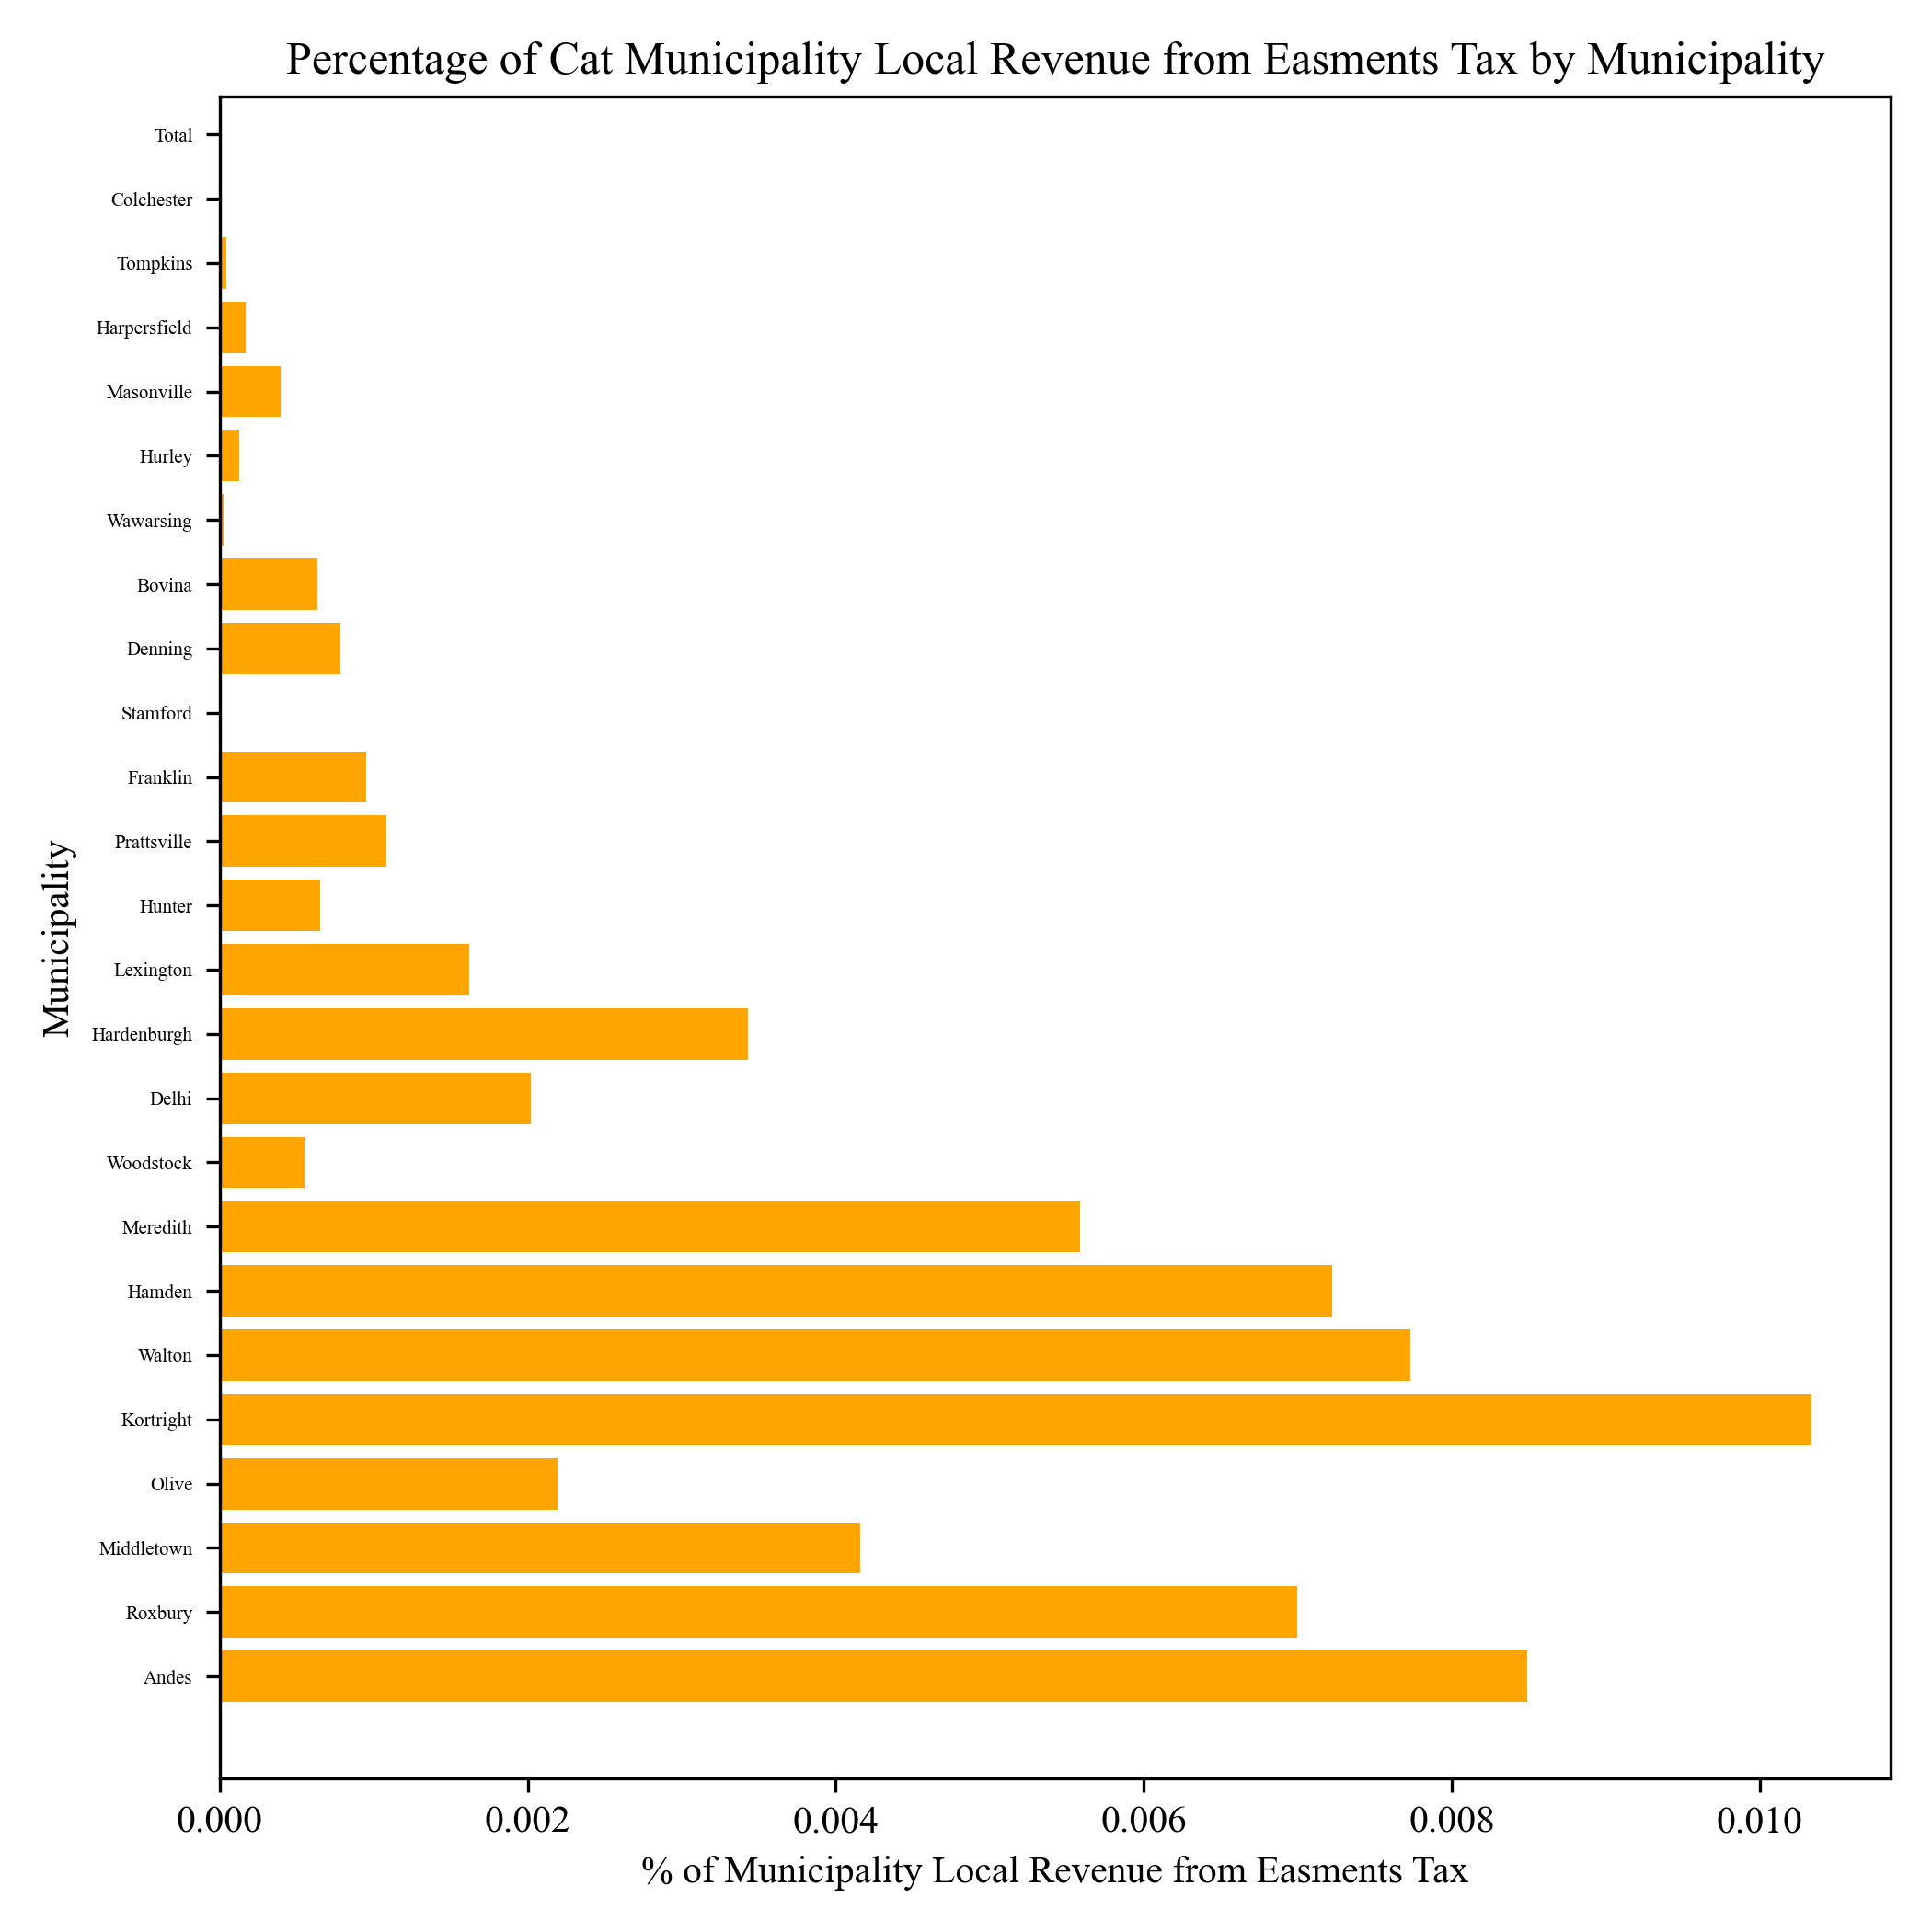 Percentage of Cat Municipality Local Revenue from Easments Tax by Municipality
Total
Colchester
Tompkins
Harpersfield
Masonville
Hurley
Wawarsing
Bovina
Denning
Stamford
Franklin
Prattsville
Hunter
Lexington
Hardenburgh
Delhi
Woodstock
Meredith
Hamden
Walton
Kortright
Olive
Middletown
Roxbury
Andes
Municipality
0.000 0.002 0.004 0.006 0.008 0.010
% of Municipality Local Revenue from Easments Tax